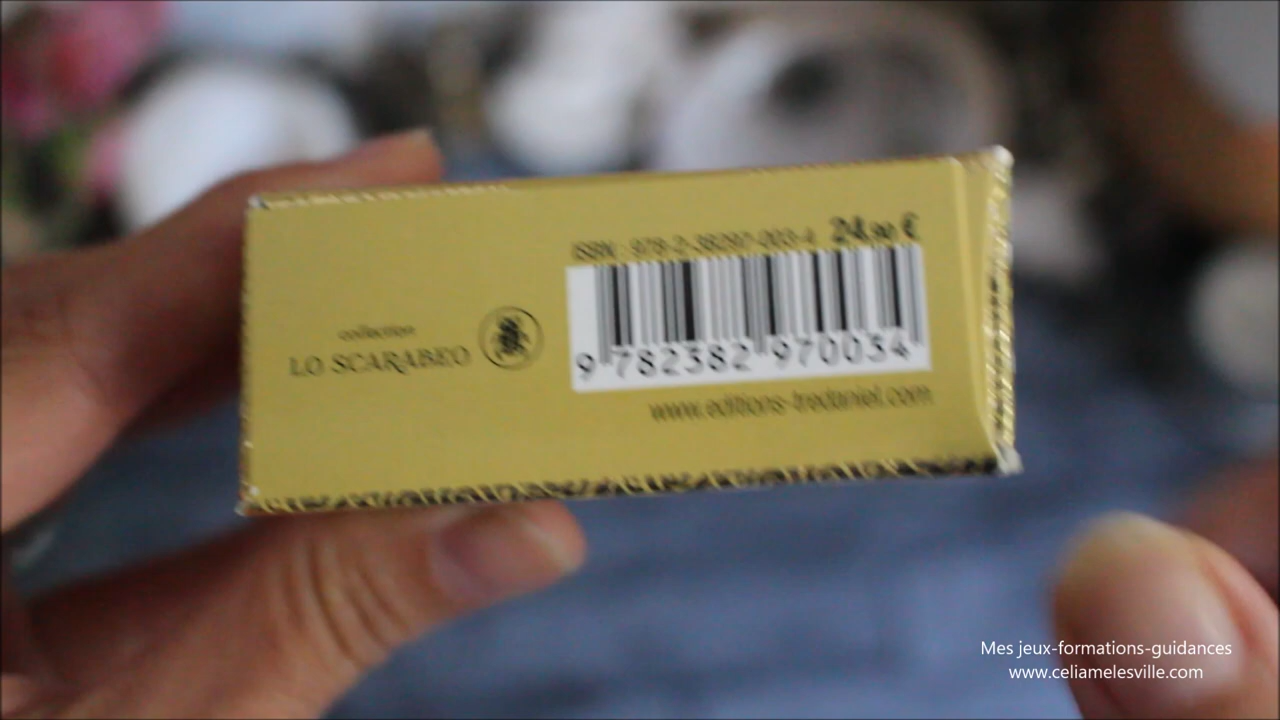 ISBN : 978-2-38297-003-4 24,90 €
9 782382 970034
collection
LO SCARABEO
www.editions-tredaniel.com
Mes jeux-formations-guidances
www.celiamelesville.com